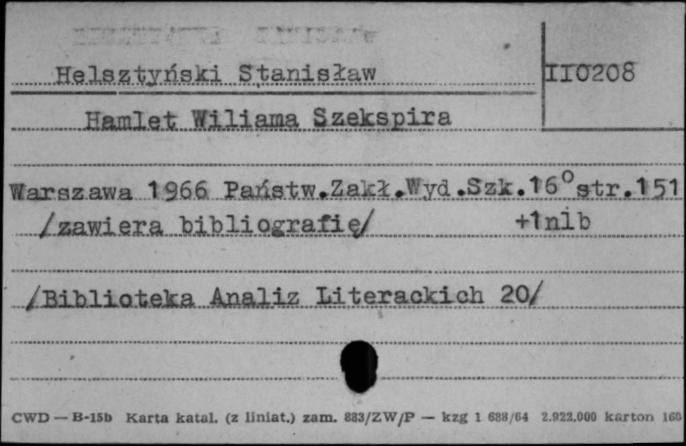 Helsztyński Stanisław
II0208
Hamlet Wiliama Szekspira
Warszawa 1966 Państw.Zakł.Wyd.Szk.16°str.151
/zawiera bibliografię/ +1nib
/Biblioteka Analiz Literackich 20/
CWD — B-15b Karta katal. (z liniat.) zam. 883/ZW/P — kzg 1 688/64 2.922.000 karton 160